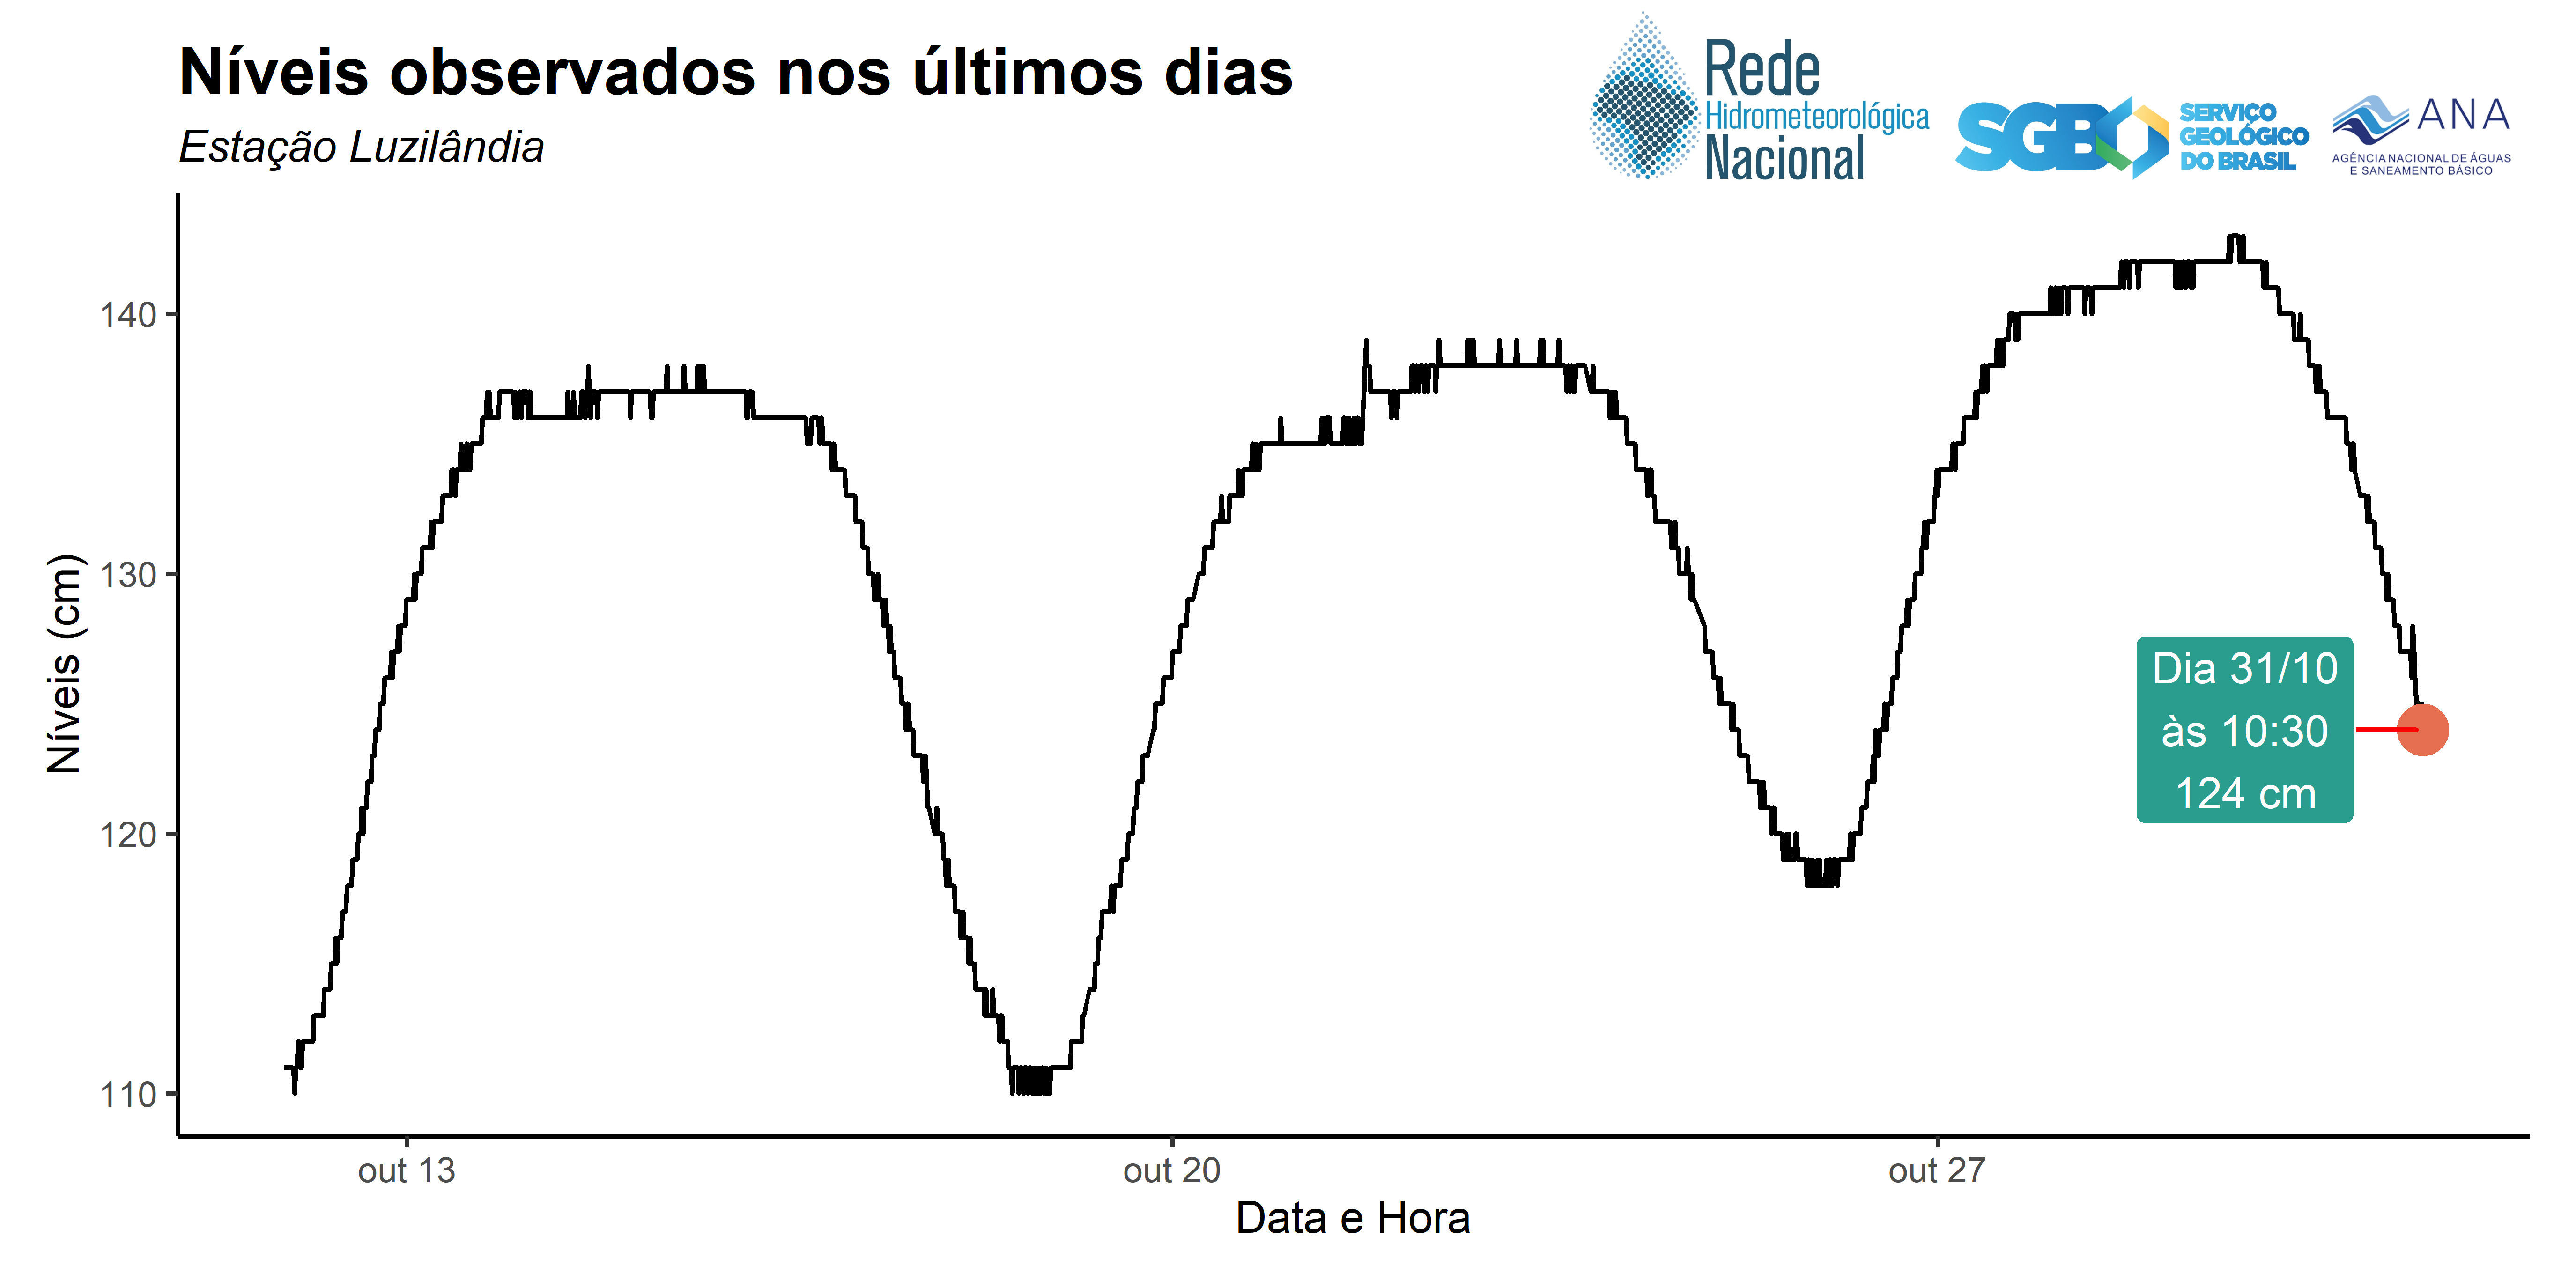 Níveis observados nos últimos dias
Estação Luzilândia
Rede
Hidrometeorológica
Nacional
SGB
SERVIÇO
GEOLÓGICO
DO BRASIL
ANA
AGÊNCIA NACIONAL DE ÁGUAS
E SANEAMENTO BÁSICO
Níveis (cm)
140
130
120
110
Dia 31/10
às 10:30
124 cm
out 13
out 20
out 27
Data e Hora